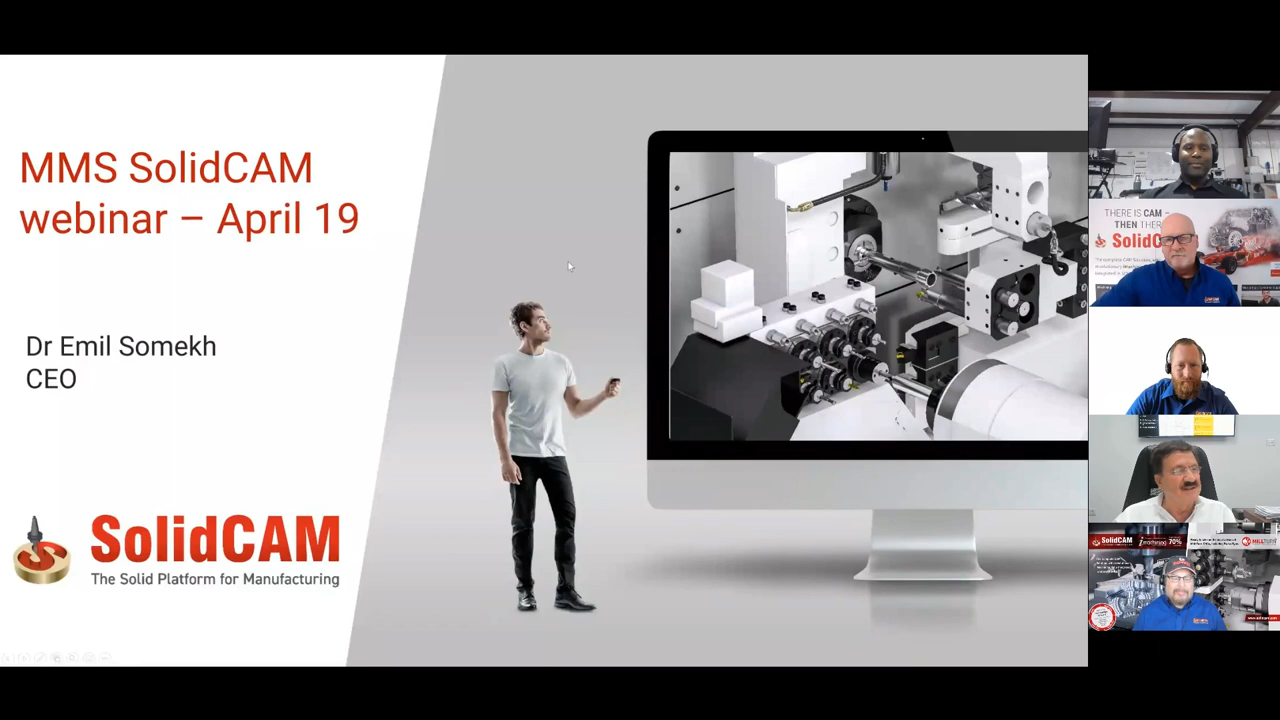 MMS SolidCAM
webinar – April 19
Dr Emil Somekh
CEO
SolidCAM
The Solid Platform for Manufacturing
THERE IS CAM –
THEN THER
SolidC
SolidCAM
70%